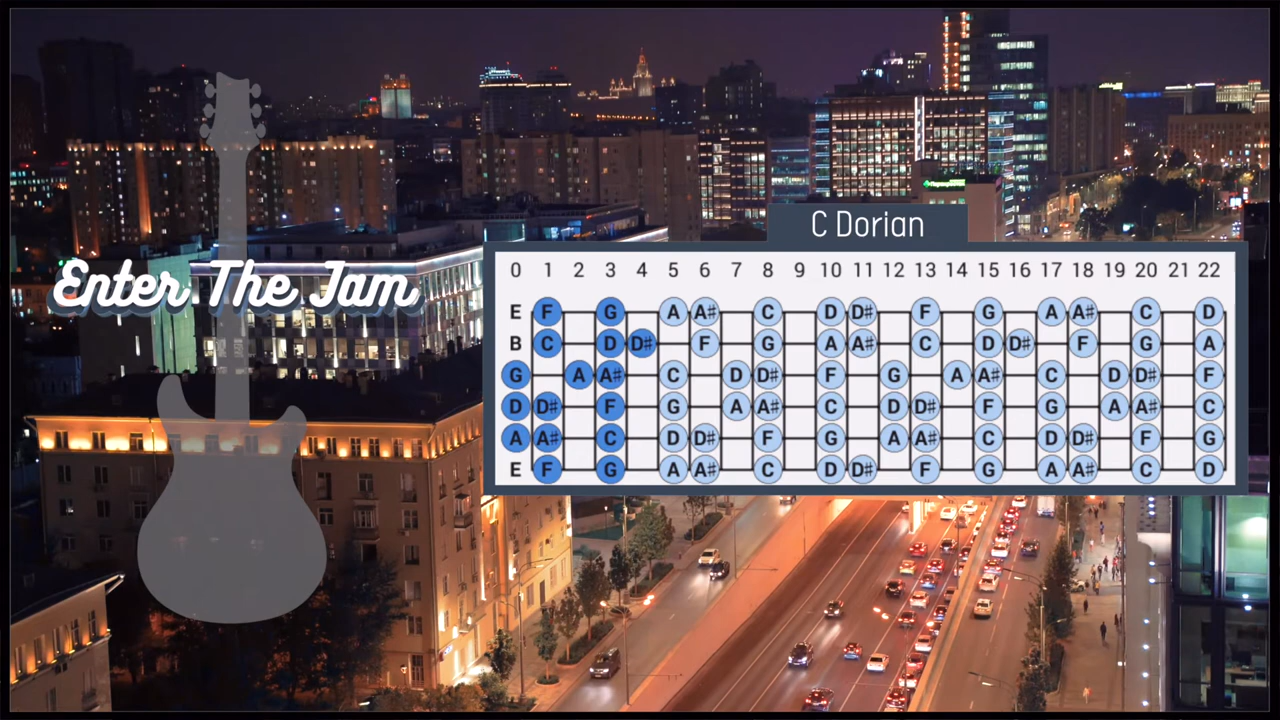 C Dorian
Enter The Jam
0 1 2 3 4 5 6 7 8 9 10 11 12 13 14 15 16 17 18 19 20 21 22
E F G A A# C D D# F G A A# C D
B C D D# F G A A# C D D# F G A
G A A# C D D# F G A A# C D D# F
D D# F G A A# C D D# F G A A# C
A A# C D D# F G A A# C D D# F G
E F G A A# C D D# F G A A# C D